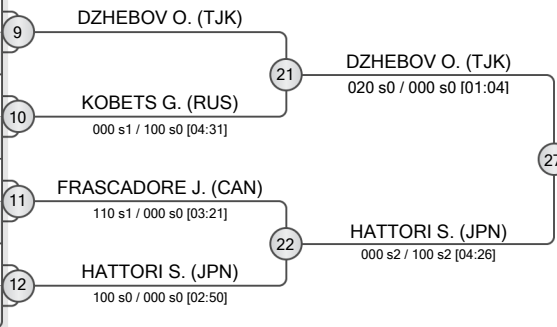 9
DZHEBOV O. (TJK)
21
DZHEBOV O. (TJK)
020 s0 / 000 s0 [01:04]
10
KOBETS G. (RUS)
000 s1 / 100 s0 [04:31]
27
11
FRASCADORE J. (CAN)
110 s1 / 000 s0 [03:21]
22
HATTORI S. (JPN)
000 s2 / 100 s2 [04:26]
12
HATTORI S. (JPN)
100 s0 / 000 s0 [02:50]